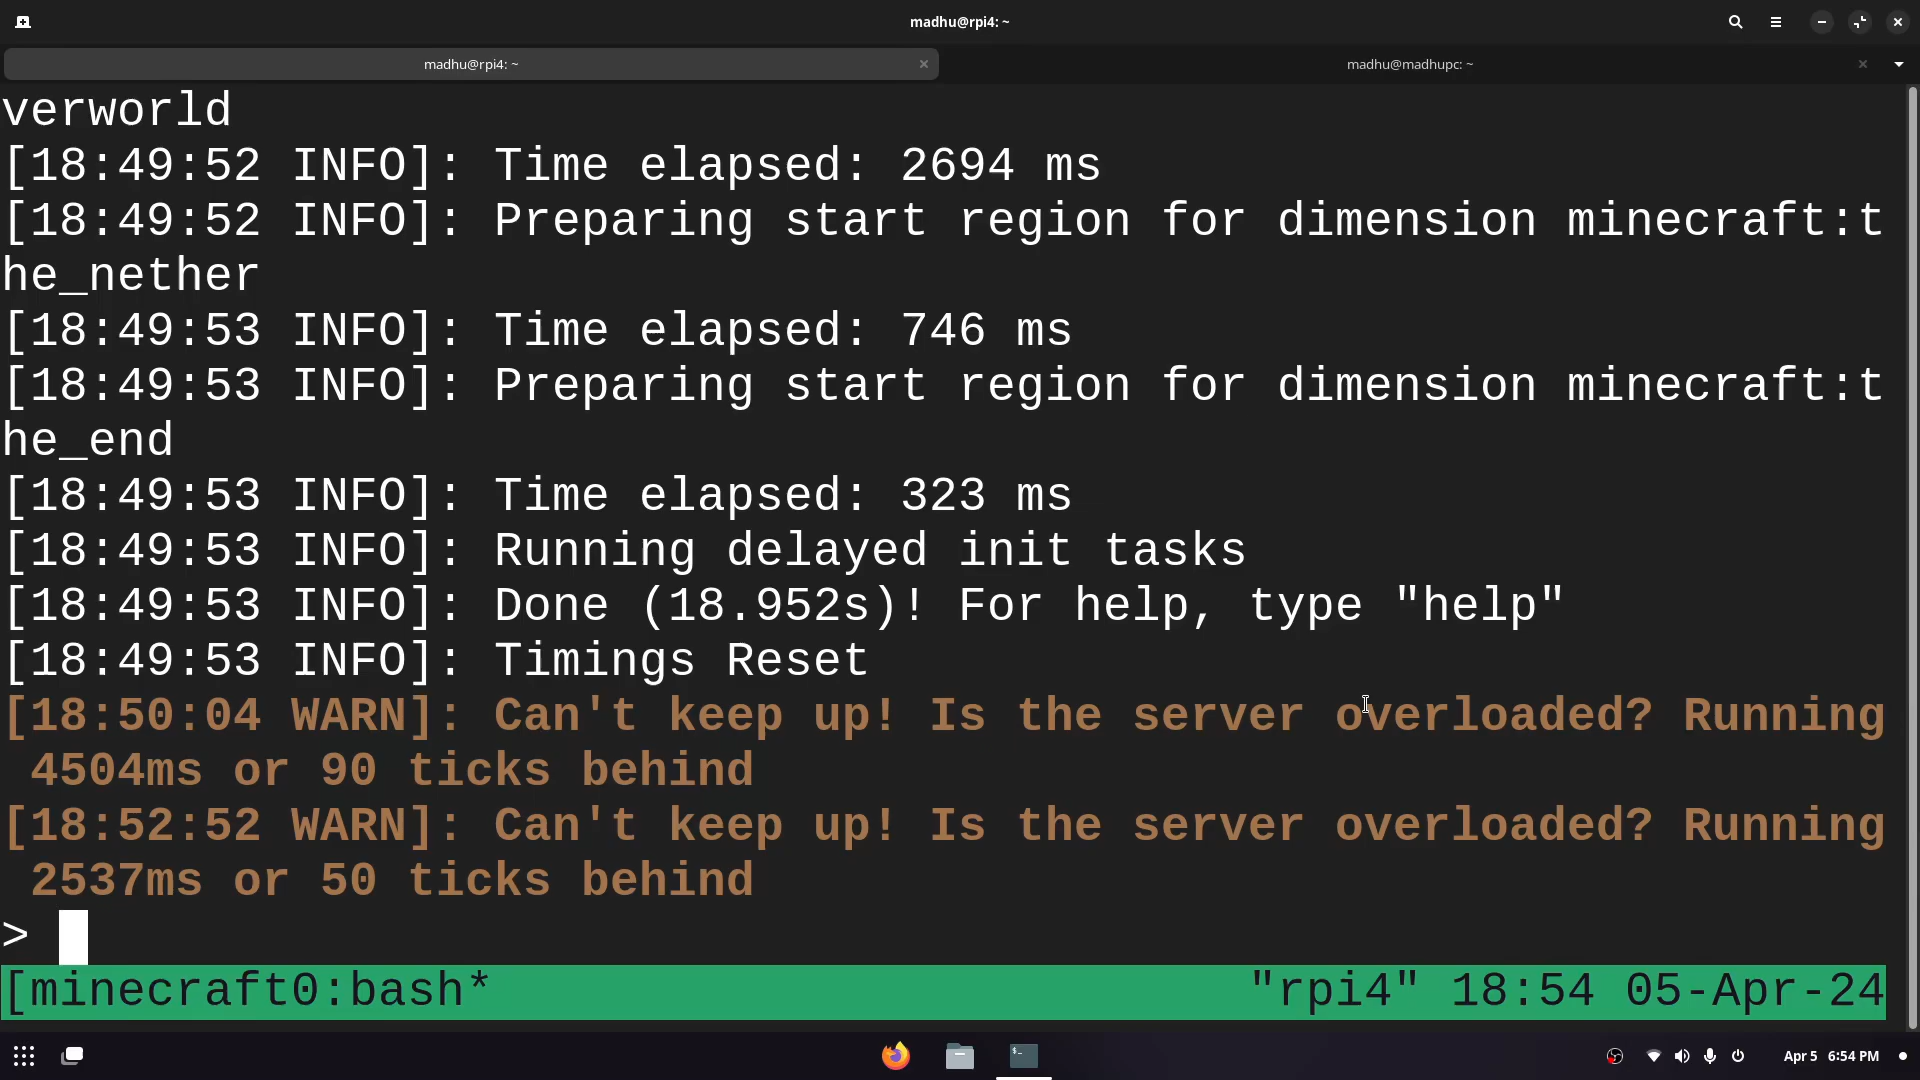 madhu@rpi4: ~
madhu@rpi4: ~
madhu@madhupc: ~
verworld
[18:49:52 INFO]: Time elapsed: 2694 ms
[18:49:52 INFO]: Preparing start region for dimension minecraft:t
he_nether
[18:49:53 INFO]: Time elapsed: 746 ms
[18:49:53 INFO]: Preparing start region for dimension minecraft:t
he_end
[18:49:53 INFO]: Time elapsed: 323 ms
[18:49:53 INFO]: Running delayed init tasks
[18:49:53 INFO]: Done (18.952s)! For help, type "help"
[18:49:53 INFO]: Timings Reset
[18:50:04 WARN]: Can't keep up! Is the server overloaded? Running
 4504ms or 90 ticks behind
[18:52:52 WARN]: Can't keep up! Is the server overloaded? Running
 2537ms or 50 ticks behind
>
[minecraft0:bash* "rpi4" 18:54 05-Apr-24
Apr 5 6:54 PM